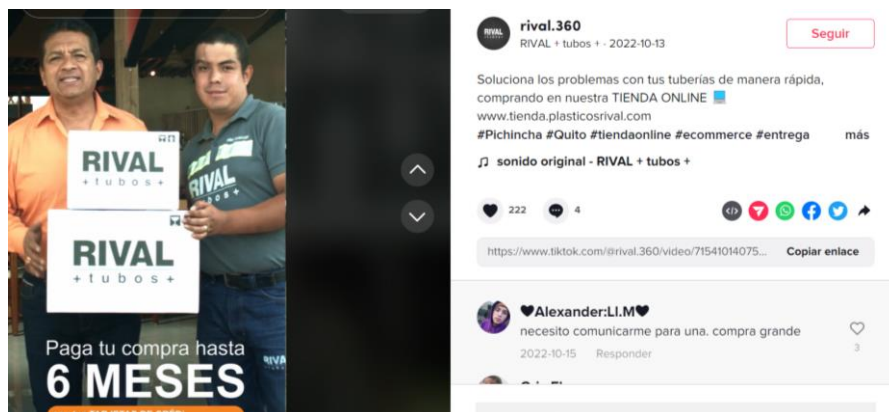 RIVAL
+ tubos +
RIVAL
+ tubos +
RIVAL
Paga tu compra hasta
6 MESES
RIVAL
rival.360
RIVAL + tubos + · 2022-10-13
Seguir
Soluciona los problemas con tus tuberías de manera rápida,
comprando en nuestra TIENDA ONLINE
www.tienda.plasticosrival.com
#Pichincha #Quito #tiendaonline #ecommerce #entrega más
sonido original - RIVAL + tubos +
222 4
https://www.tiktok.com/@rival.360/video/71541014075...
Copiar enlace
♥Alexander:Ll.M♥
necesito comunicarme para una. compra grande
2022-10-15 Responder
3